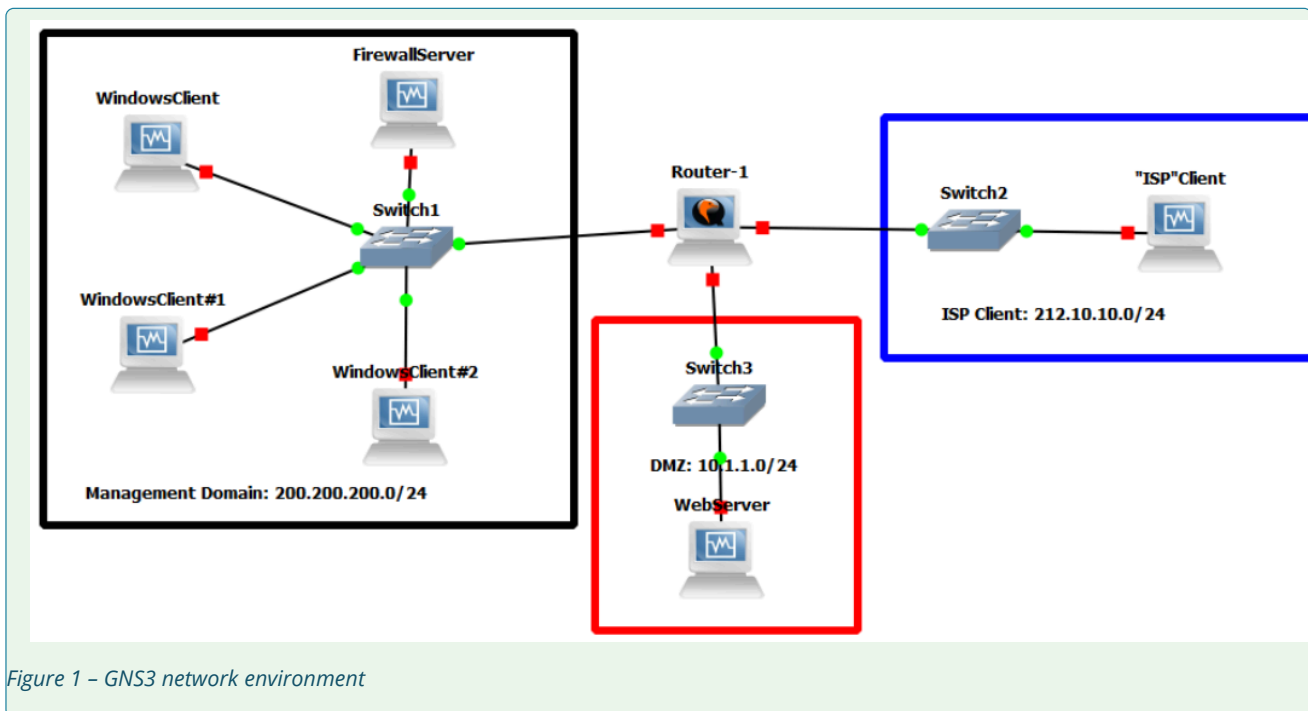 FirewallServer
WindowsClient
Router-1
"ISP"Client
Switch2
Switch1
WindowsClient#1
ISP Client: 212.10.10.0/24
WindowsClient#2
Switch3
DMZ: 10.1.1.0/24
Management Domain: 200.200.200.0/24
WebServer
Figure 1 – GNS3 network environment